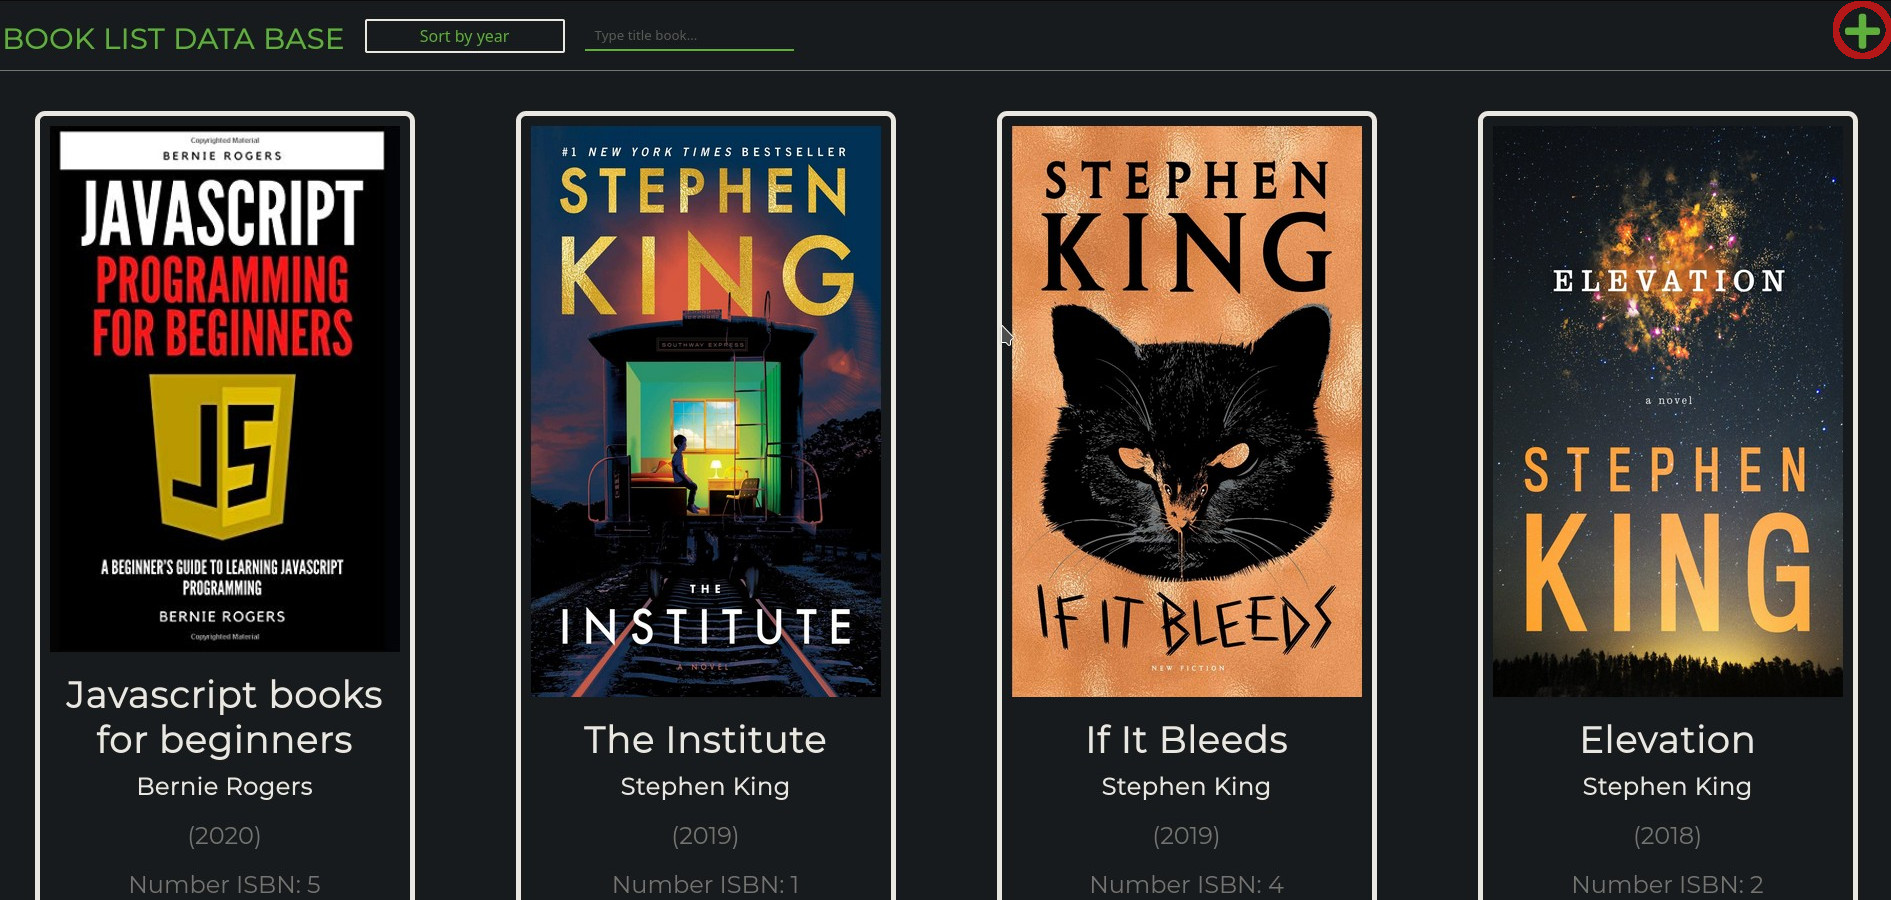 BOOK LIST DATA BASE
Sort by year
Type title book...
Copyrighted Material
BERNIE ROGERS
JAVASCRIPT
PROGRAMMING
FOR BEGINNERS
JS
A BEGINNER'S GUIDE TO LEARNING JAVASCRIPT
PROGRAMMING
BERNIE ROGERS
Copyrighted Material
Javascript books
for beginners
Bernie Rogers
(2020)
Number ISBN: 5
#1 NEW YORK TIMES BESTSELLER
STEPHEN
KING
SOUTHWAY EXPRESS
THE
INSTITUTE
A NOVEL
The Institute
Stephen King
(2019)
Number ISBN: 1
STEPHEN
KING
IF IT BLEEDS
NEW FICTION
If It Bleeds
Stephen King
(2019)
Number ISBN: 4
ELEVATION
a novel
STEPHEN
KING
Elevation
Stephen King
(2018)
Number ISBN: 2